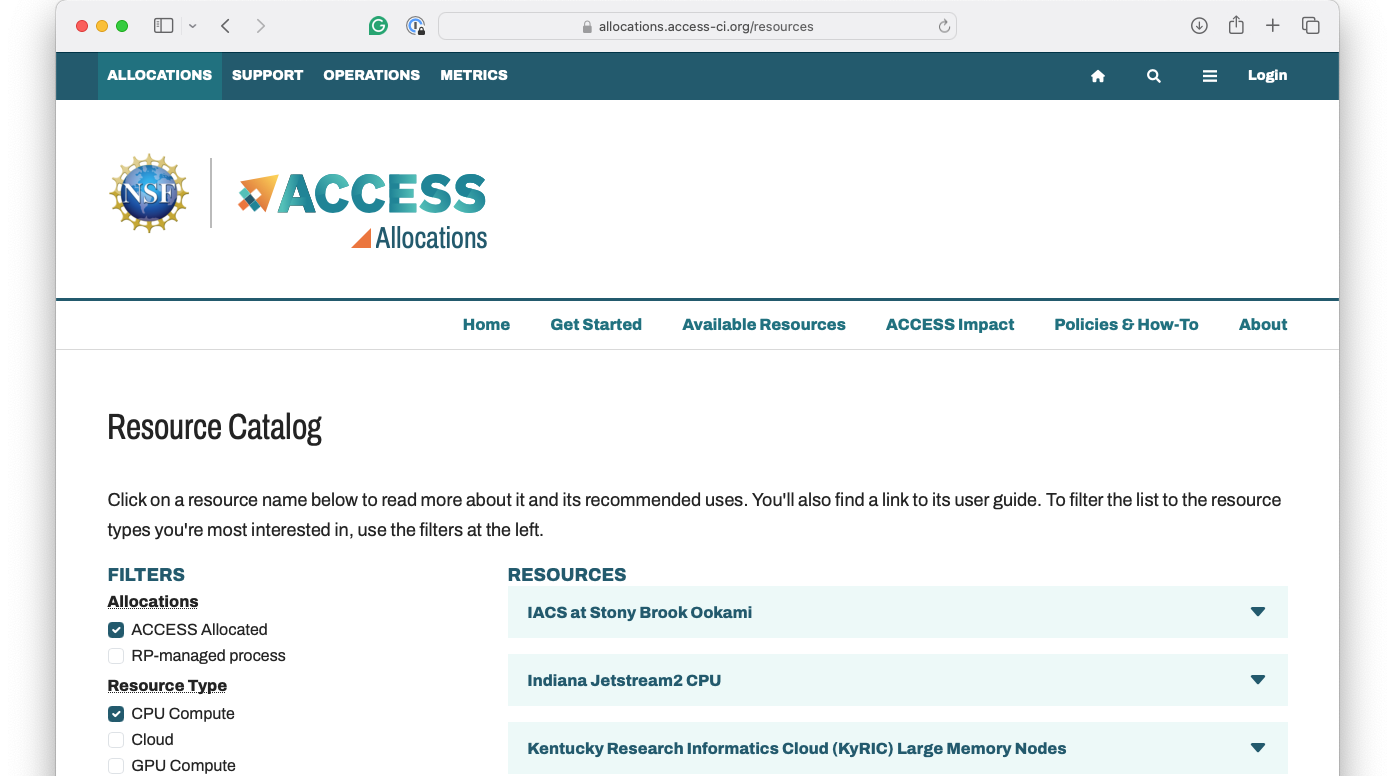 allocations.access-ci.org/resources
ALLOCATIONS SUPPORT OPERATIONS METRICS Login
NSF
ACCESS
Allocations
Home Get Started Available Resources ACCESS Impact Policies & How-To About
Resource Catalog
Click on a resource name below to read more about it and its recommended uses. You'll also find a link to its user guide. To filter the list to the resource
types you're most interested in, use the filters at the left.
FILTERS
Allocations
ACCESS Allocated
RP-managed process
Resource Type
CPU Compute
Cloud
GPU Compute
RESOURCES
IACS at Stony Brook Ookami
Indiana Jetstream2 CPU
Kentucky Research Informatics Cloud (KyRIC) Large Memory Nodes